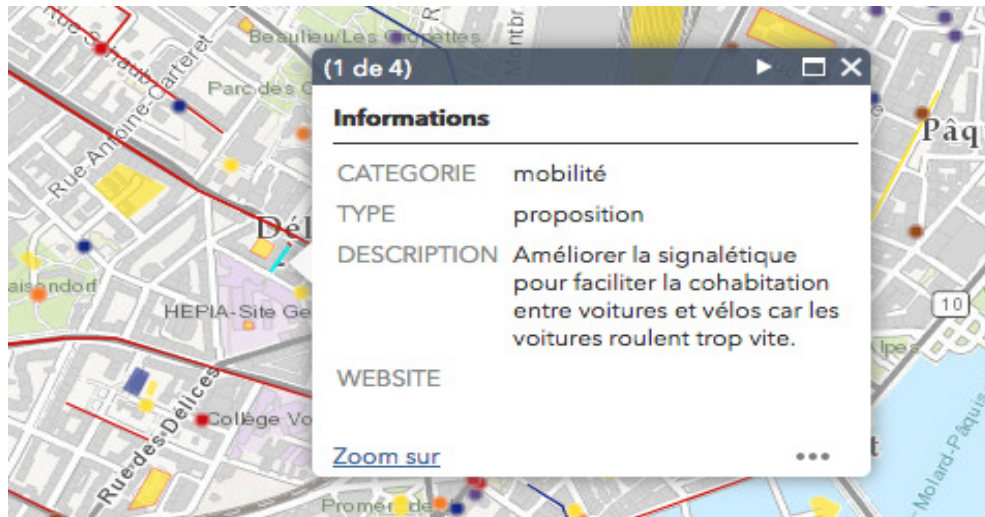 Beaulieu/Les Cropettes
Rue-Antoine-Carteret
Parc des C
(1 de 4)
Informations
CATEGORIE mobilité
TYPE proposition
DESCRIPTION Améliorer la signalétique
pour faciliter la cohabitation
entre voitures et vélos car les
voitures roulent trop vite.
WEBSITE
Zoom sur
Pâq
Dél
HEPIA-Site Ge
10
Collège Vo
Rue des Délices
Molard-Pâquis